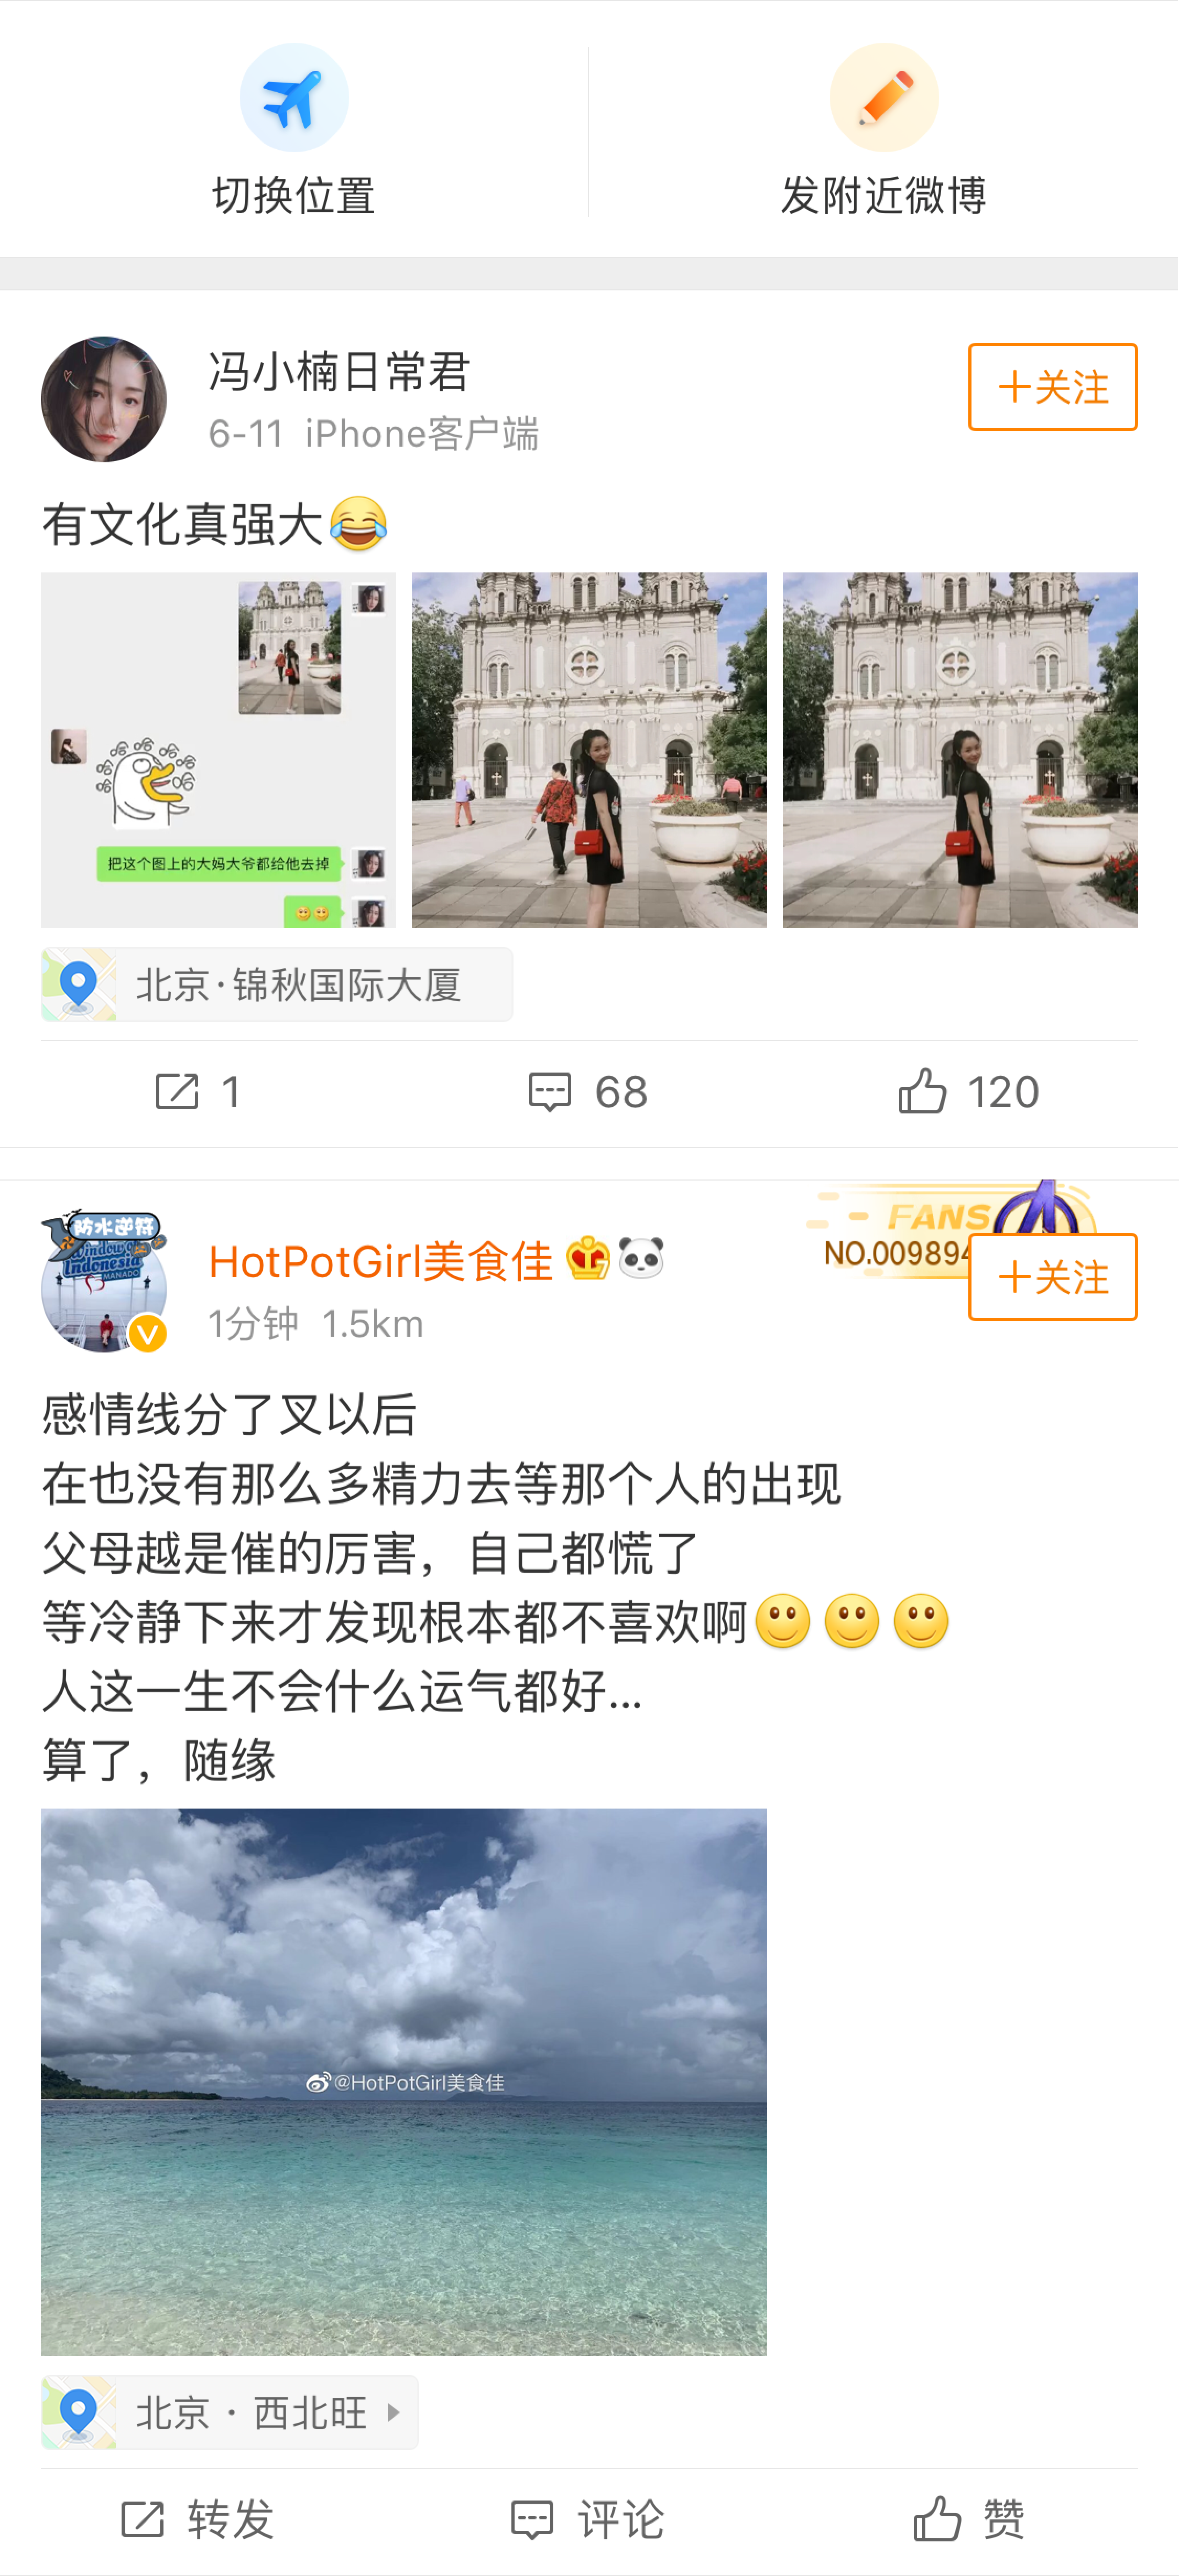 切换位置
发附近微博
冯小楠日常君
6-11 iPhone客户端
+关注
有文化真强大😂
把这个图上的大妈大爷都给他去掉
北京·锦秋国际大厦
1
68
120
防水逆符
Window of
Indonesia
MANADO
HotPotGirl美食佳
1分钟 1.5km
FANS
NO.009894
+关注
感情线分了叉以后
在也没有那么多精力去等那个人的出现
父母越是催的厉害，自己都慌了
等冷静下来才发现根本都不喜欢啊🙂🙂🙂
人这一生不会什么运气都好...
算了，随缘
@HotPotGirl美食佳
北京 · 西北旺
转发
评论
赞